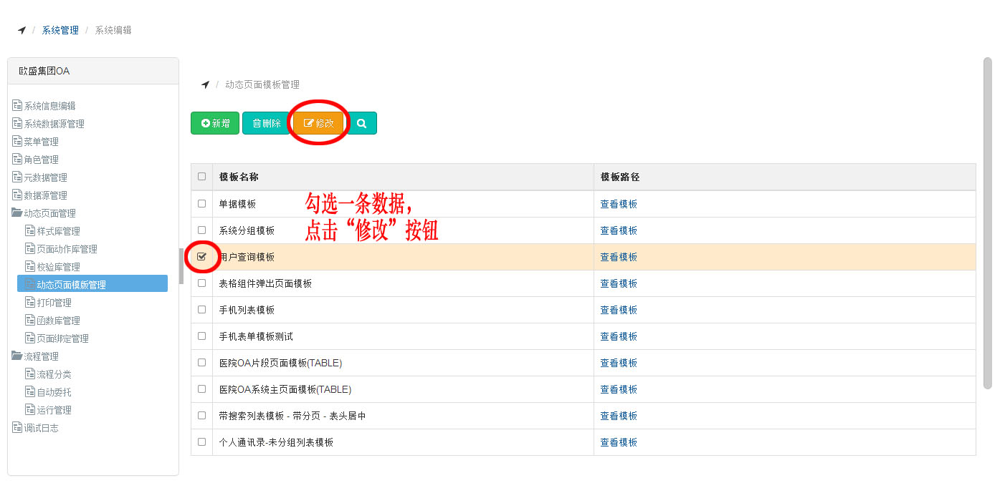 / 系统管理 / 系统编辑
欧盛集团OA
系统信息编辑
系统数据源管理
菜单管理
角色管理
元数据管理
数据源管理
动态页面管理
样式库管理
页面动作库管理
校验库管理
动态页面模版管理
打印管理
函数库管理
页面绑定管理
流程管理
流程分类
自动委托
运行管理
调试日志
/ 动态页面模板管理
新增 删除 修改
模板名称 模板路径
单据模板 查看模板
系统分组模板 查看模板
用户查询模板 查看模板
表格组件弹出页面模板 查看模板
手机列表模板 查看模板
手机表单模板测试 查看模板
医院OA片段页面模板(TABLE) 查看模板
医院OA系统主页面模板(TABLE) 查看模板
带搜索列表模板 - 带分页 - 表头居中 查看模板
个人通讯录-未分组列表模板 查看模板
勾选一条数据，
点击“修改”按钮